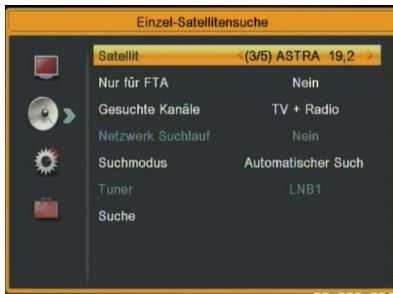 Einzel-Satellitensuche
Satellit (3/5) ASTRA 19,2
Nur für FTA Nein
Gesuchte Kanäle TV + Radio
Netzwerk Suchlauf Nein
Suchmodus Automatischer Such
Tuner LNB1
Suche